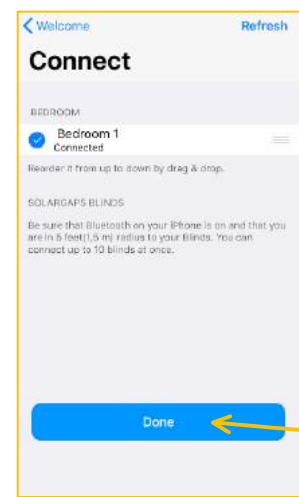 Welcome Refresh
Connect
BEDROOM
Bedroom 1
Connected
Reorder it from up to down by drag & drop.
SOLARGAPS BLINDS
Be sure that Bluetooth on your iPhone is on and that you
are in 5 feet(1,5 m) radius to your Blinds. You can
connect up to 10 blinds at once.
Done